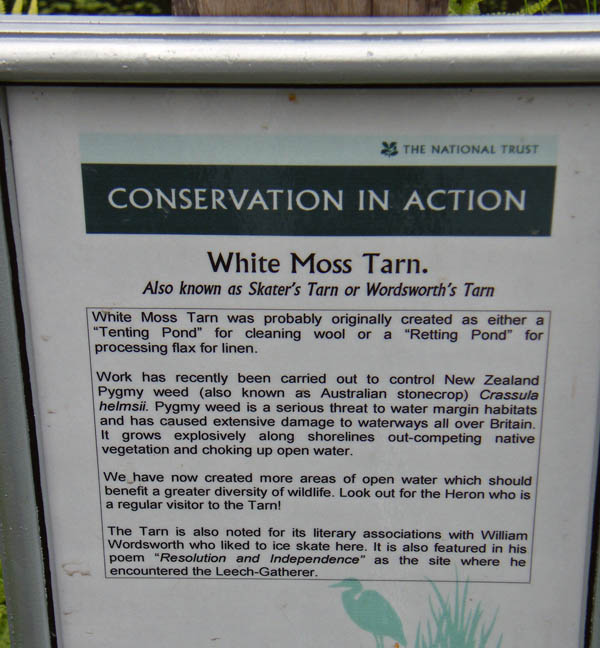 THE NATIONAL TRUST
CONSERVATION IN ACTION
White Moss Tarn.
Also known as Skater's Tarn or Wordsworth's Tarn
White Moss Tarn was probably originally created as either a
"Tenting Pond" for cleaning wool or a "Retting Pond" for
processing flax for linen.
Work has recently been carried out to control New Zealand
Pygmy weed (also known as Australian stonecrop) Crassula
helmsii. Pygmy weed is a serious threat to water margin habitats
and has caused extensive damage to waterways all over Britain.
It grows explosively along shorelines out-competing native
vegetation and choking up open water.
We have now created more areas of open water which should
benefit a greater diversity of wildlife. Look out for the Heron who is
a regular visitor to the Tarn!
The Tarn is also noted for its literary associations with William
Wordsworth who liked to ice skate here. It is also featured in his
poem "Resolution and Independence" as the site where he
encountered the Leech-Gatherer.